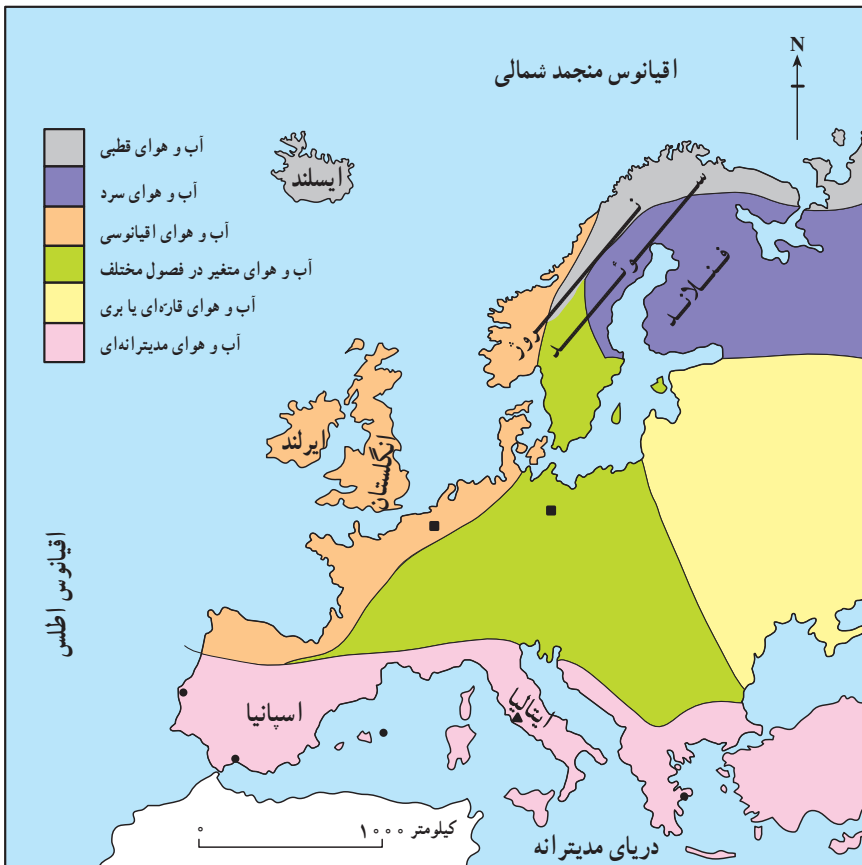 N
اقیانوس منجمد شمالی
آب و هوای قطبی
آب و هوای سرد
آب و هوای اقیانوسی
آب و هوای متغیر در فصول مختلف
آب و هوای قاره‌ای یا بری
آب و هوای مدیترانه‌ای
ایسلند
نروژ
سوئد
فنلاند
ایرلند
انگلستان
اقیانوس اطلس
اسپانیا
ایتالیا
۰ ۱۰۰۰ کیلومتر
دریای مدیترانه